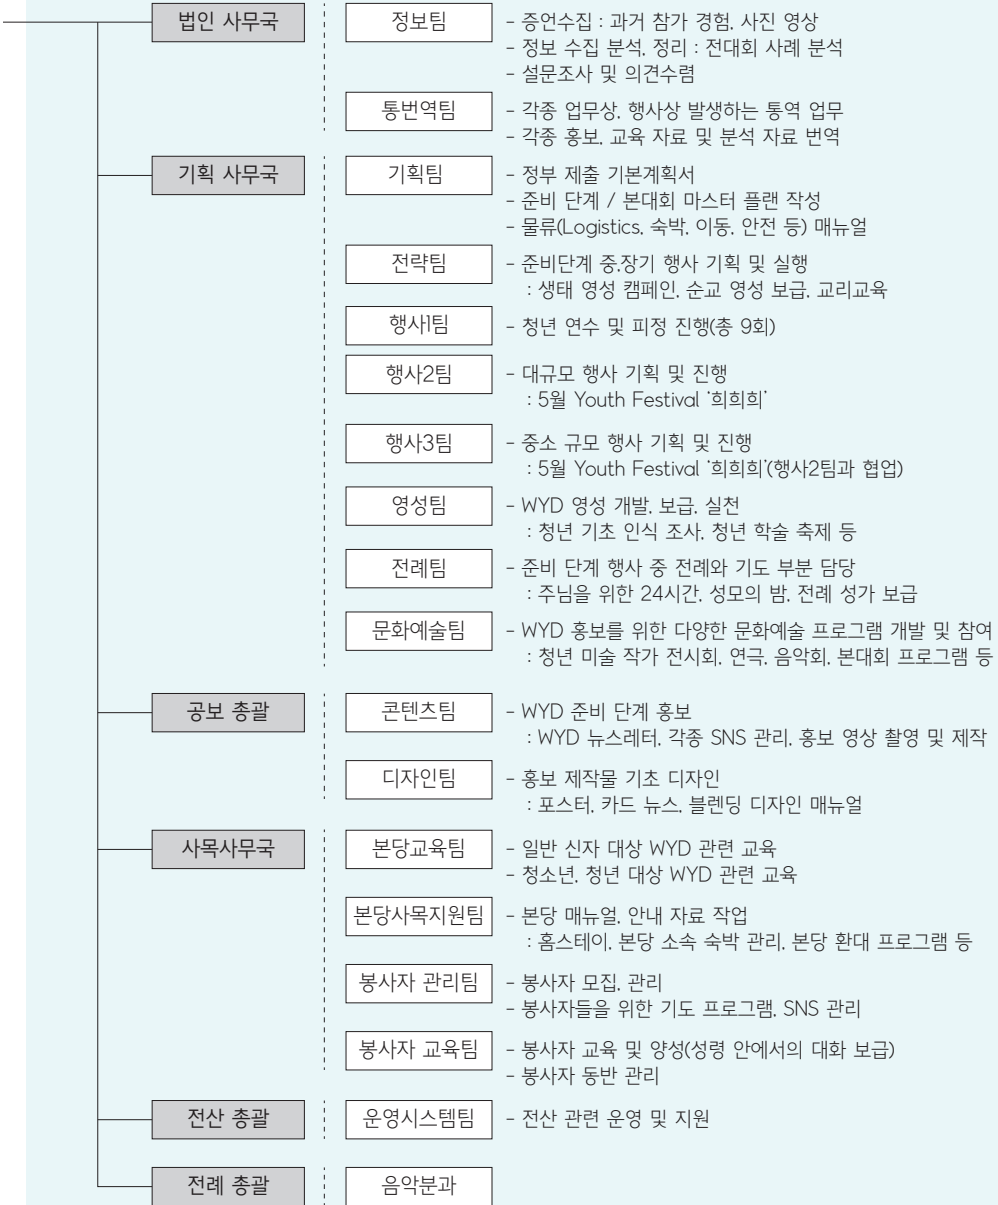 법인 사무국
정보팀
- 증언수집 : 과거 참가 경험, 사진 영상
- 정보 수집 분석, 정리 : 전대회 사례 분석
- 설문조사 및 의견수렴
통번역팀
- 각종 업무상, 행사상 발생하는 통역 업무
- 각종 홍보, 교육 자료 및 분석 자료 번역
기획 사무국
기획팀
- 정부 제출 기본계획서
- 준비 단계 / 본대회 마스터 플랜 작성
- 물류(Logistics, 숙박, 이동, 안전 등) 매뉴얼
전략팀
- 준비단계 중,장기 행사 기획 및 실행
: 생태 영성 캠페인, 순교 영성 보급, 교리교육
행사1팀
- 청년 연수 및 피정 진행(총 9회)
행사2팀
- 대규모 행사 기획 및 진행
: 5월 Youth Festival ‘희희희’
행사3팀
- 중소 규모 행사 기획 및 진행
: 5월 Youth Festival ‘희희희’(행사2팀과 협업)
영성팀
- WYD 영성 개발, 보급, 실천
: 청년 기초 인식 조사, 청년 학술 축제 등
전례팀
- 준비 단계 행사 중 전례와 기도 부분 담당
: 주님을 위한 24시간, 성모의 밤, 전례 성가 보급
문화예술팀
- WYD 홍보를 위한 다양한 문화예술 프로그램 개발 및 참여
: 청년 미술 작가 전시회, 연극, 음악회, 본대회 프로그램 등
공보 총괄
콘텐츠팀
- WYD 준비 단계 홍보
: WYD 뉴스레터, 각종 SNS 관리, 홍보 영상 촬영 및 제작
디자인팀
- 홍보 제작물 기초 디자인
: 포스터, 카드 뉴스, 블렌딩 디자인 매뉴얼
사목사무국
본당교육팀
- 일반 신자 대상 WYD 관련 교육
- 청소년, 청년 대상 WYD 관련 교육
본당사목지원팀
- 본당 매뉴얼, 안내 자료 작업
: 홈스테이, 본당 소속 숙박 관리, 본당 환대 프로그램 등
봉사자 관리팀
- 봉사자 모집, 관리
- 봉사자들을 위한 기도 프로그램, SNS 관리
봉사자 교육팀
- 봉사자 교육 및 양성(성령 안에서의 대화 보급)
- 봉사자 동반 관리
전산 총괄
운영시스템팀
- 전산 관련 운영 및 지원
전례 총괄
음악분과